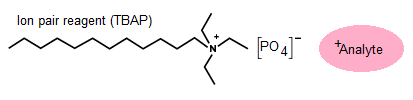 Ion pair reagent (TBAP)
N+ [PO4]− +Analyte